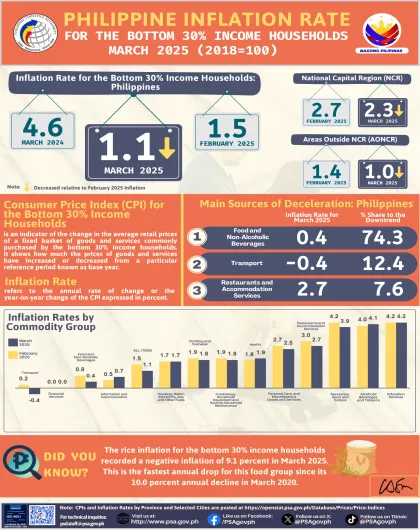 PHILIPPINE INFLATION RATE
FOR THE BOTTOM 30% INCOME HOUSEHOLDS
MARCH 2025 (2018=100)
BAGONG PILIPINAS
Inflation Rate for the Bottom 30% Income Households:
Philippines
4.6
MARCH 2024
1.1
MARCH 2025
1.5
FEBRUARY 2025
Note: Decreased relative to February 2025 Inflation
National Capital Region (NCR)
2.7
FEBRUARY 2025
2.3
MARCH 2025
Areas Outside NCR (AONCR)
1.4
FEBRUARY 2025
1.0
MARCH 2025
Consumer Price Index (CPI) for
the Bottom 30% Income
Households
is an indicator of the change in the average retail prices
of a fixed basket of goods and services commonly
purchased by the bottom 30% income households.
It shows how much the prices of goods and services
have increased or decreased from a particular
reference period known as base year.
Inflation Rate
refers to the annual rate of change or the
year-on-year change of the CPI expressed in percent.
Main Sources of Deceleration: Philippines
Inflation Rate for
March 2025
% Share to the
Downtrend
1 Food and
Non-Alcoholic
Beverages 0.4 74.3
2 Transport -0.4 12.4
3 Restaurants and
Accommodation
Services 2.7 7.6
Inflation Rates by
Commodity Group
March
2025
February
2025
Transport
0.2 -0.4
Financial
Services
0.0 0.0
Food and
Non-Alcoholic
Beverages
0.8 0.4
Information and
Communication
0.5 0.7
ALL ITEMS
1.5 1.1
Housing, Water,
Electricity, Gas
and Other Fuels
1.7 1.7
Clothing and
Footwear
1.9 1.8
Furnishings,
Household
Equipment and
Routine Household
Maintenance
1.9 1.8
Health
1.8 1.9
Personal Care and
Miscellaneous
Goods and Services
2.7 2.5
Restaurants and
Accommodation
Services
3.0 2.7
Recreation,
Sport and
Culture
4.2 3.9
Alcoholic
Beverages
and Tobacco
4.0 4.1
Education
Services
4.2 4.2
DID YOU
KNOW?
The rice inflation for the bottom 30% income households
recorded a negative inflation of 9.1 percent in March 2025.
This is the fastest annual drop for this food group since its
10.0 percent annual decline in March 2020.
Note: CPIs and Inflation Rates by Province and Selected Cities are posted at https://openstat.psa.gov.ph/Database/Prices/Price-Indices
For technical inquiries:
Visit us at:
http://www.psa.gov.ph
Like us on Facebook:
/PSAgovph
Follow us on X:
@PSAgovph
Follow us on Tiktok: